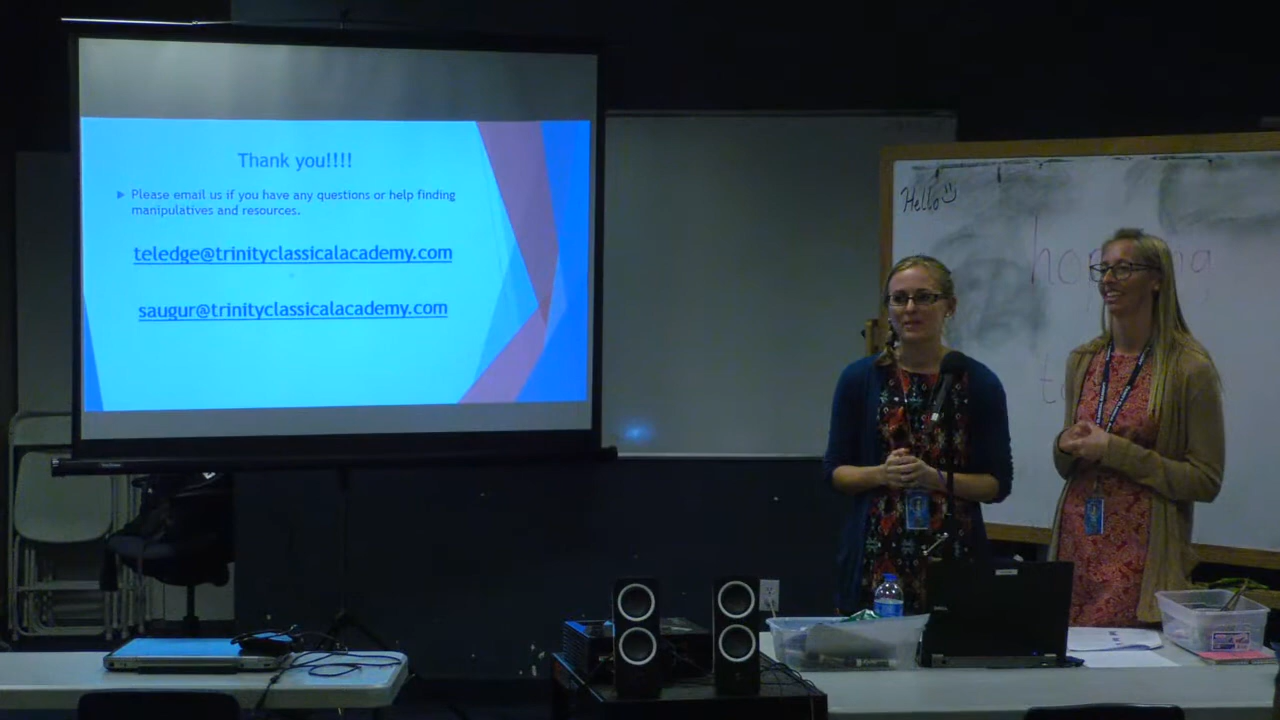 Thank you!!!!
▶ Please email us if you have any questions or help finding
manipulatives and resources.
teledge@trinityclassicalacademy.com
saugur@trinityclassicalacademy.com
Hello